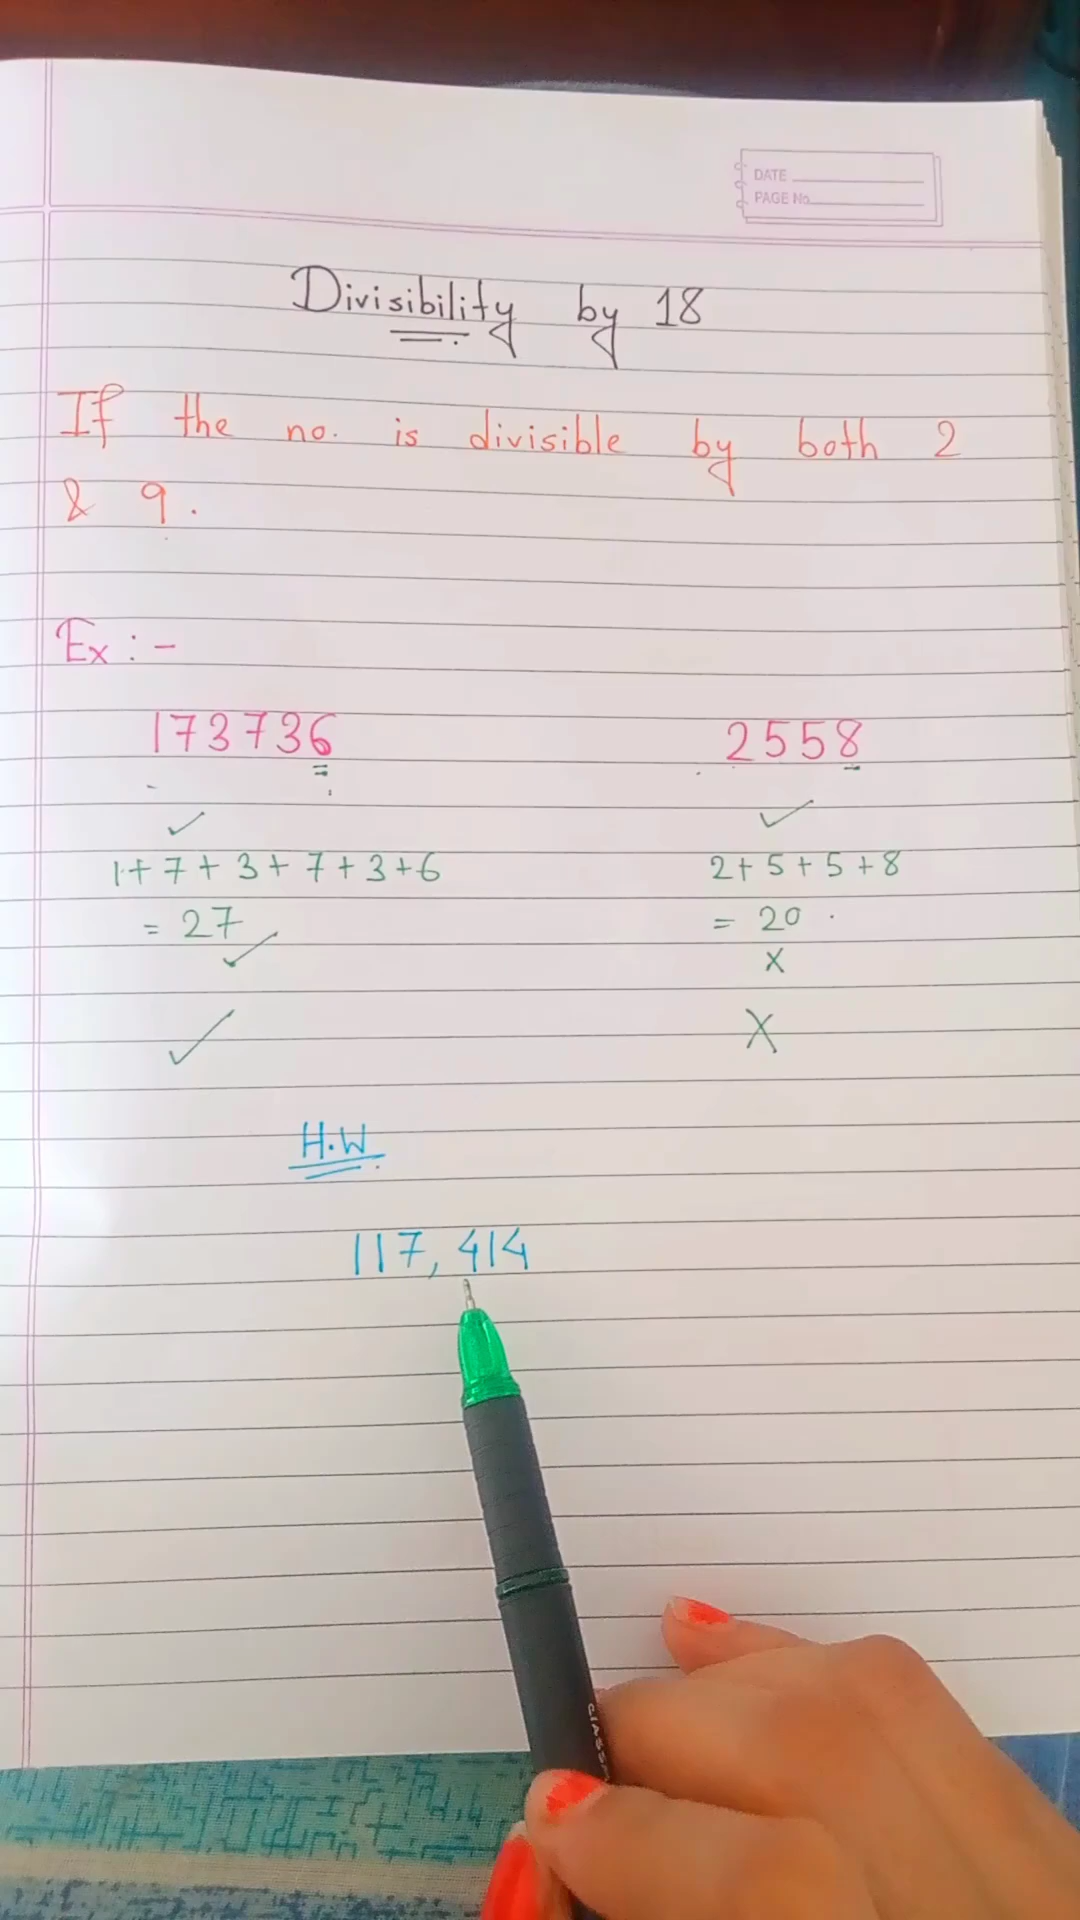 DATE
PAGE No.
Divisibility by 18
If the no. is divisible by both 2
& 9.
Ex :-
173736
2558
✓
✓
1+7+3+7+3+6
2+5+5+8
= 27
= 20
✓
x
✓
X
H.W
117,414